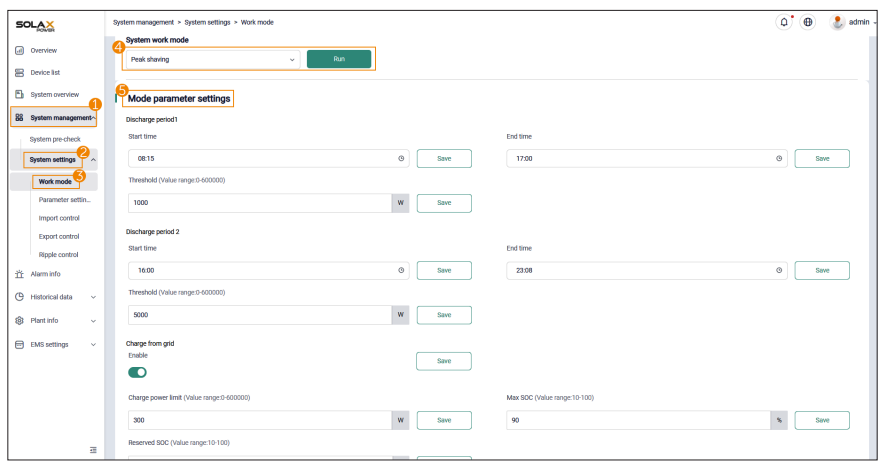 SOLAX
POWER
System management > System settings > Work mode
admin
Overview
Device list
System overview
1
System management
System pre-check
2
System settings
3
Work mode
Parameter settin...
Import control
Export control
Ripple control
Alarm info
Historical data
Plant info
EMS settings
System work mode
4
Peak shaving
Run
5
Mode parameter settings
Discharge period1
Start time
End time
08:15
Save
17:00
Save
Threshold (Value range:0-600000)
1000 W
Save
Discharge period 2
Start time
End time
16:00
Save
23:08
Save
Threshold (Value range:0-600000)
5000 W
Save
Charge from grid
Enable
Save
Charge power limit (Value range:0-600000)
Max SOC (Value range:10-100)
300 W
Save
90 %
Save
Reserved SOC (Value range:10-100)